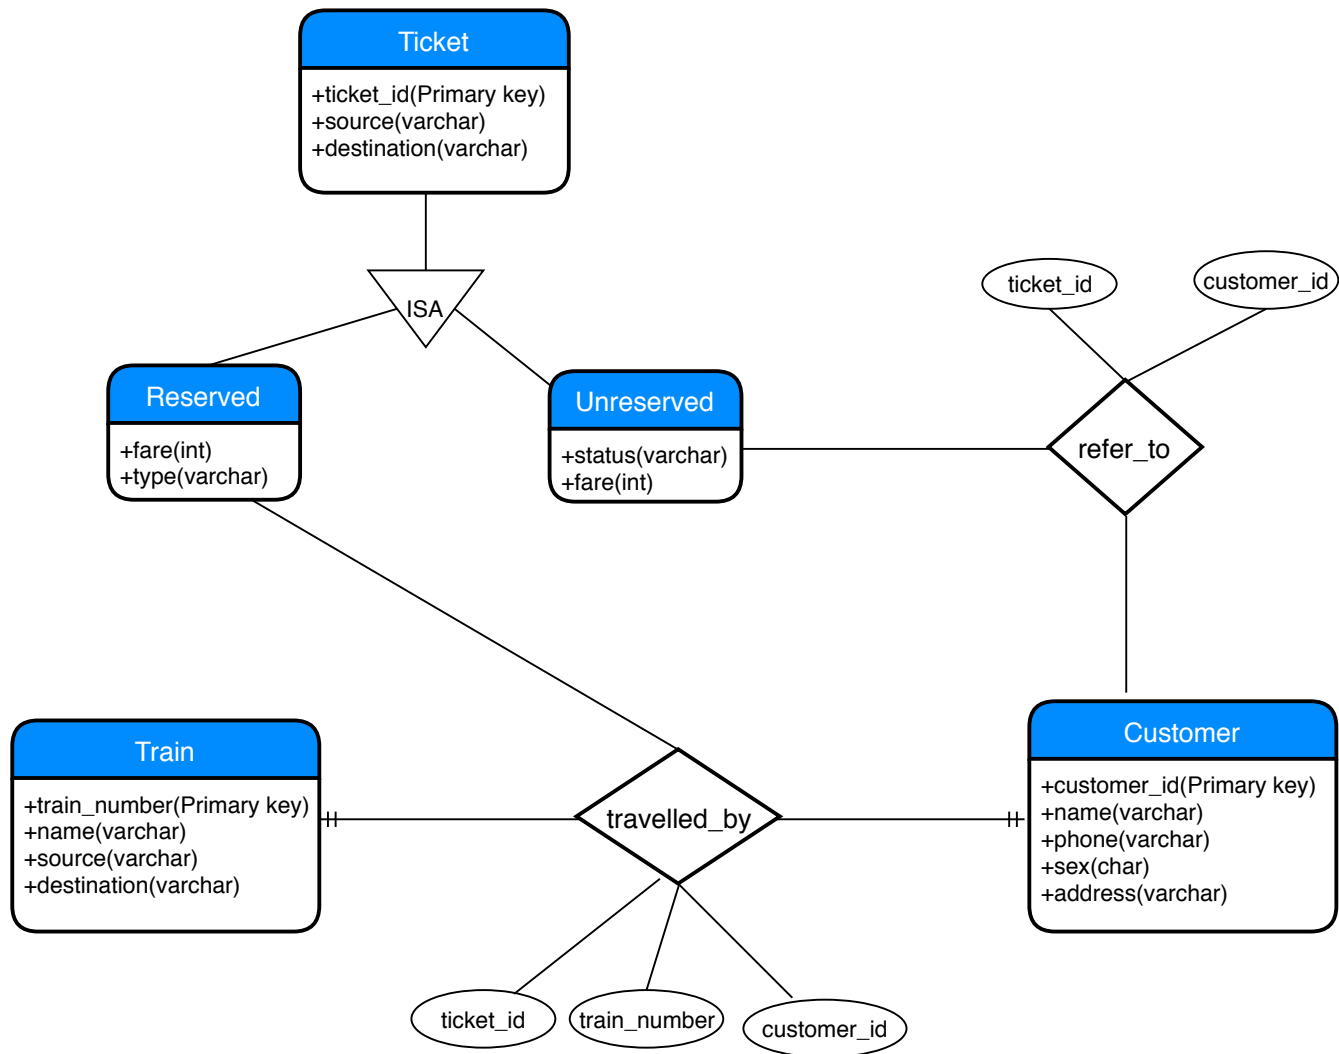 Ticket
+ticket_id(Primary key)
+source(varchar)
+destination(varchar)
ISA
ticket_id
customer_id
Reserved
+fare(int)
+type(varchar)
Unreserved
+status(varchar)
+fare(int)
refer_to
Train
+train_number(Primary key)
+name(varchar)
+source(varchar)
+destination(varchar)
travelled_by
Customer
+customer_id(Primary key)
+name(varchar)
+phone(varchar)
+sex(char)
+address(varchar)
ticket_id
train_number
customer_id